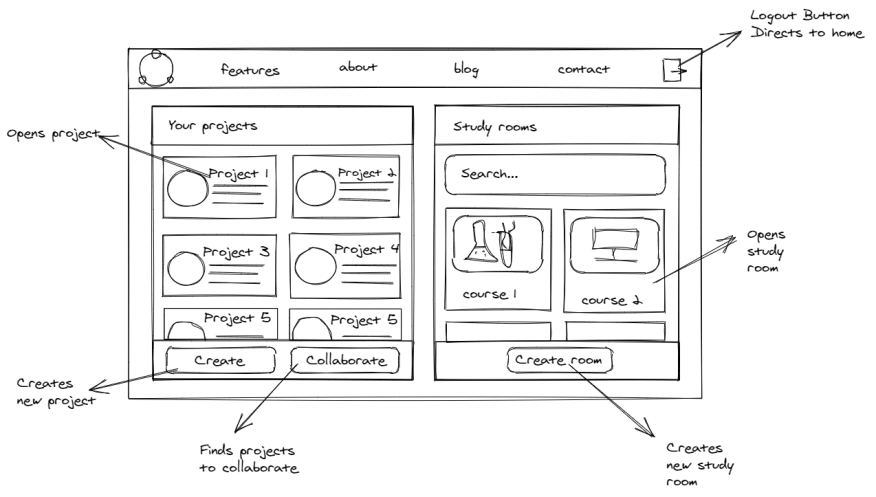 Logout Button
Directs to home
features
about
blog
contact
Opens project
Your projects
Project 1
Project 2
Project 3
Project 4
Project 5
Project 5
Create
Collaborate
Study rooms
Search...
course 1
course 2
Create room
Opens
study
room
Creates
new project
Finds projects
to collaborate
Creates
new study
room